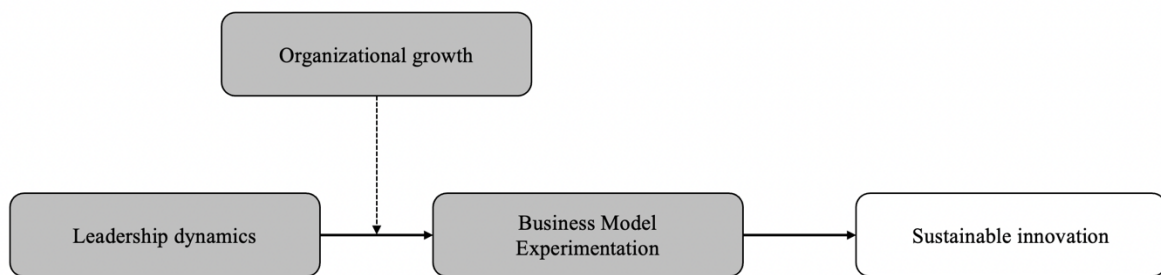 Organizational growth
Leadership dynamics
Business Model
Experimentation
Sustainable innovation